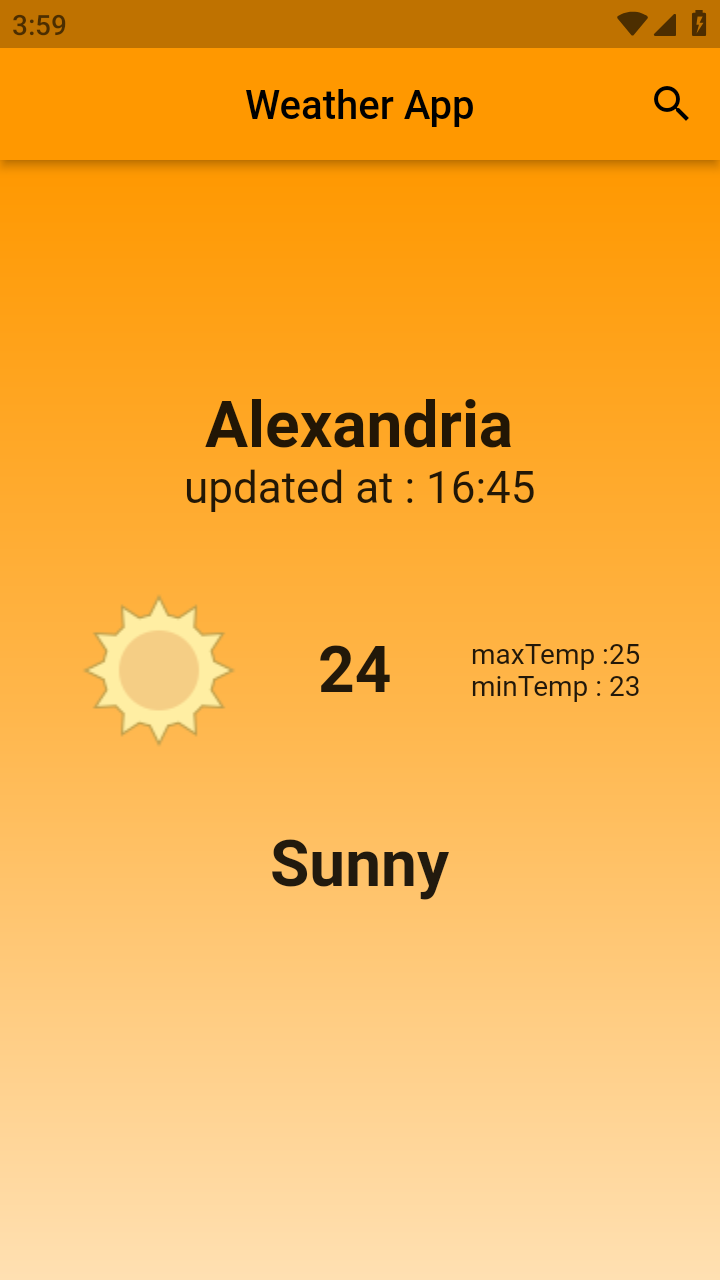 3:59
Weather App
Alexandria
updated at : 16:45
24
maxTemp :25
minTemp : 23
Sunny